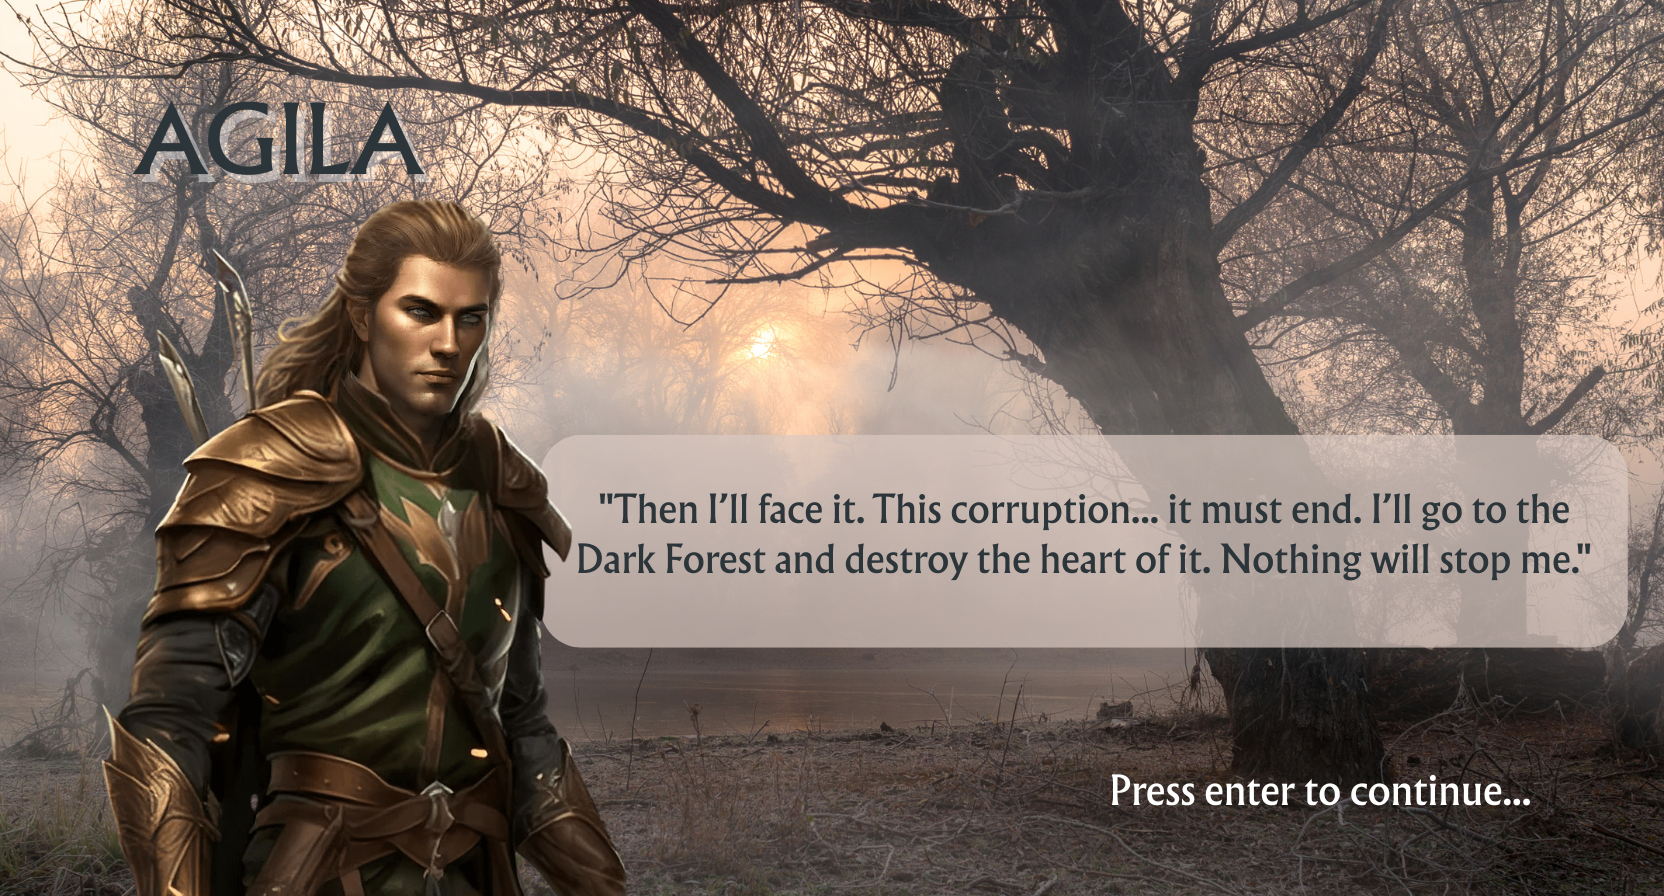 AGILA
"Then I’ll face it. This corruption... it must end. I’ll go to the
Dark Forest and destroy the heart of it. Nothing will stop me."
Press enter to continue...